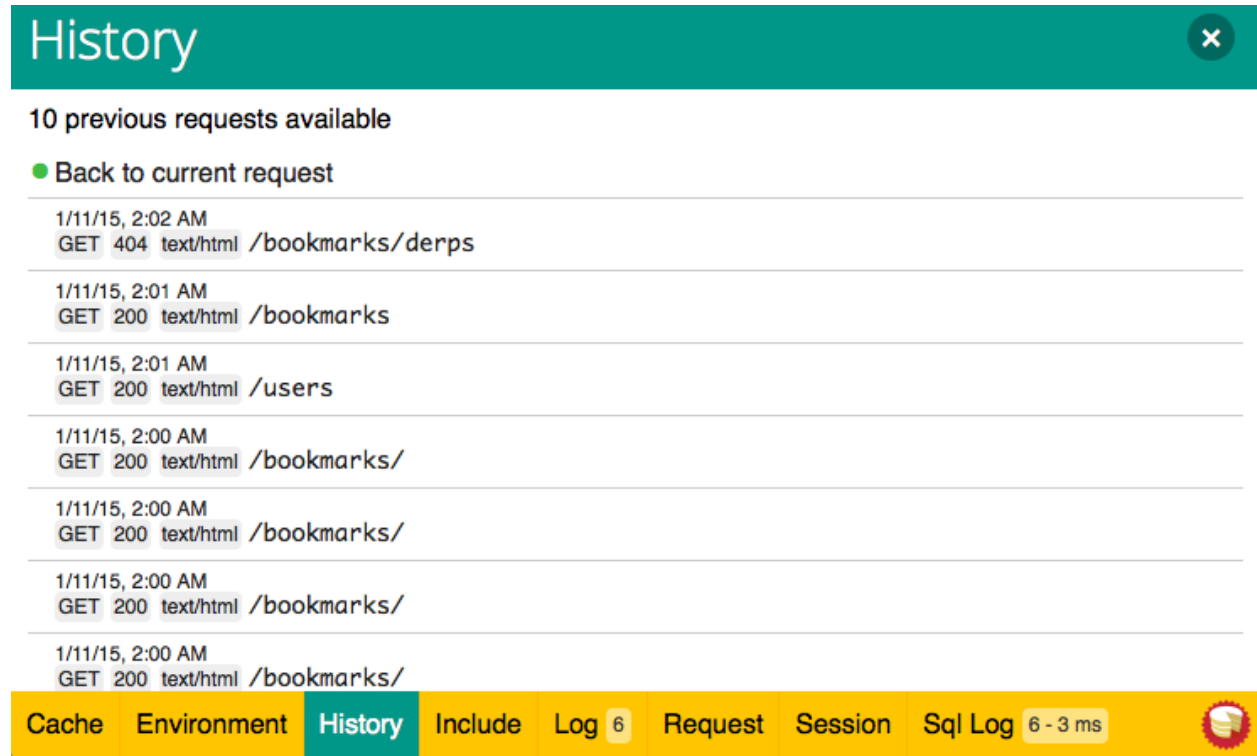 History
10 previous requests available
Back to current request
1/11/15, 2:02 AM
GET 404 text/html /bookmarks/derps
1/11/15, 2:01 AM
GET 200 text/html /bookmarks
1/11/15, 2:01 AM
GET 200 text/html /users
1/11/15, 2:00 AM
GET 200 text/html /bookmarks/
1/11/15, 2:00 AM
GET 200 text/html /bookmarks/
1/11/15, 2:00 AM
GET 200 text/html /bookmarks/
1/11/15, 2:00 AM
GET 200 text/html /bookmarks/
Cache Environment History Include Log 6 Request Session Sql Log 6 - 3 ms